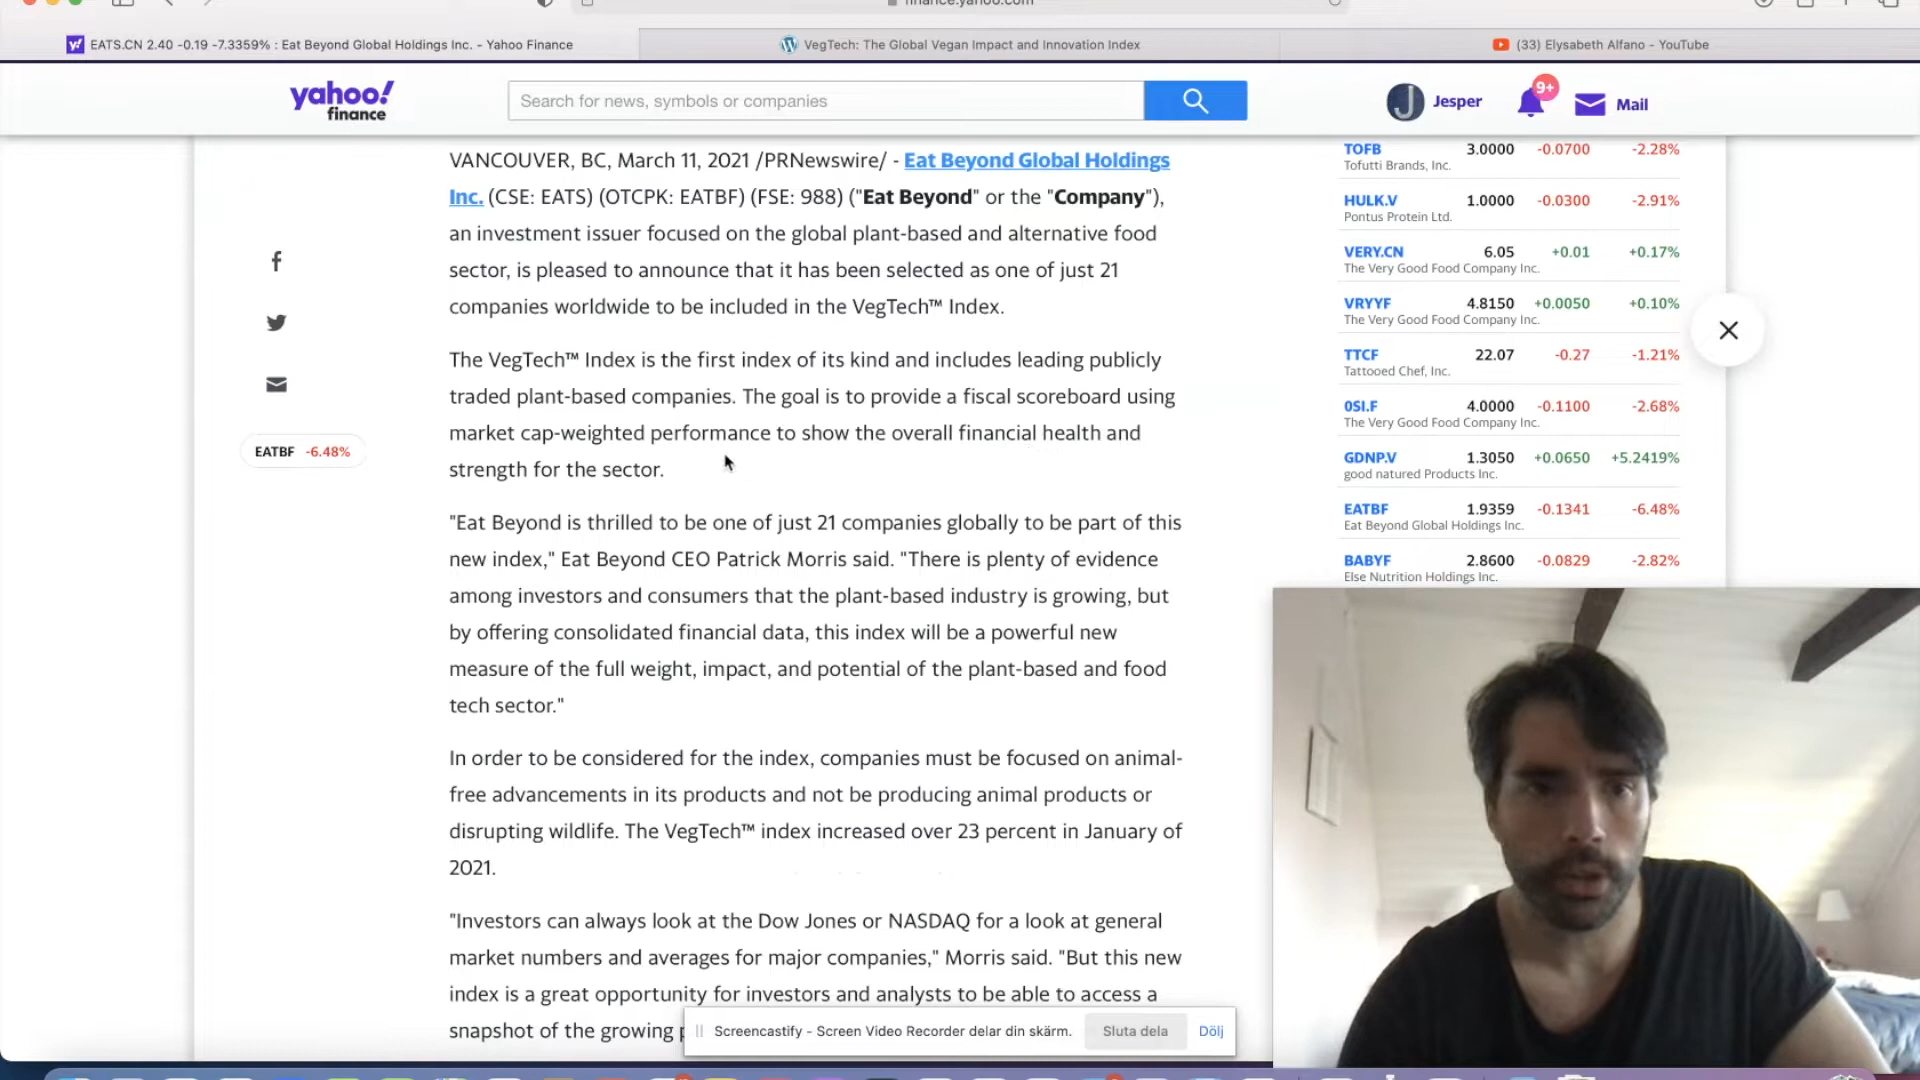 finance.yahoo.com
EATS.CN 2.40 -0.19 -7.3359% : Eat Beyond Global Holdings Inc. - Yahoo Finance
VegTech: The Global Vegan Impact and Innovation Index
(33) Elysabeth Alfano - YouTube
yahoo!
finance
Search for news, symbols or companies
Jesper
9+
Mail
VANCOUVER, BC, March 11, 2021 /PRNewswire/ - Eat Beyond Global Holdings
Inc. (CSE: EATS) (OTCPK: EATBF) (FSE: 988) ("Eat Beyond" or the "Company"),
an investment issuer focused on the global plant-based and alternative food
sector, is pleased to announce that it has been selected as one of just 21
companies worldwide to be included in the VegTech™ Index.
The VegTech™ Index is the first index of its kind and includes leading publicly
traded plant-based companies. The goal is to provide a fiscal scoreboard using
market cap-weighted performance to show the overall financial health and
strength for the sector.
"Eat Beyond is thrilled to be one of just 21 companies globally to be part of this
new index," Eat Beyond CEO Patrick Morris said. "There is plenty of evidence
among investors and consumers that the plant-based industry is growing, but
by offering consolidated financial data, this index will be a powerful new
measure of the full weight, impact, and potential of the plant-based and food
tech sector."
In order to be considered for the index, companies must be focused on animal-
free advancements in its products and not be producing animal products or
disrupting wildlife. The VegTech™ index increased over 23 percent in January of
2021.
"Investors can always look at the Dow Jones or NASDAQ for a look at general
market numbers and averages for major companies," Morris said. "But this new
index is a great opportunity for investors and analysts to be able to access a
snapshot of the growing
EATBF -6.48%
TOFB 3.0000 -0.0700 -2.28%
Tofutti Brands, Inc.
HULK.V 1.0000 -0.0300 -2.91%
Pontus Protein Ltd.
VERY.CN 6.05 +0.01 +0.17%
The Very Good Food Company Inc.
VRYYF 4.8150 +0.0050 +0.10%
The Very Good Food Company Inc.
TTCF 22.07 -0.27 -1.21%
Tattooed Chef, Inc.
0SI.F 4.0000 -0.1100 -2.68%
The Very Good Food Company Inc.
GDNP.V 1.3050 +0.0650 +5.2419%
good natured Products Inc.
EATBF 1.9359 -0.1341 -6.48%
Eat Beyond Global Holdings Inc.
BABYF 2.8600 -0.0829 -2.82%
Else Nutrition Holdings Inc.
Screencastify - Screen Video Recorder delar din skärm. Sluta dela Dölj